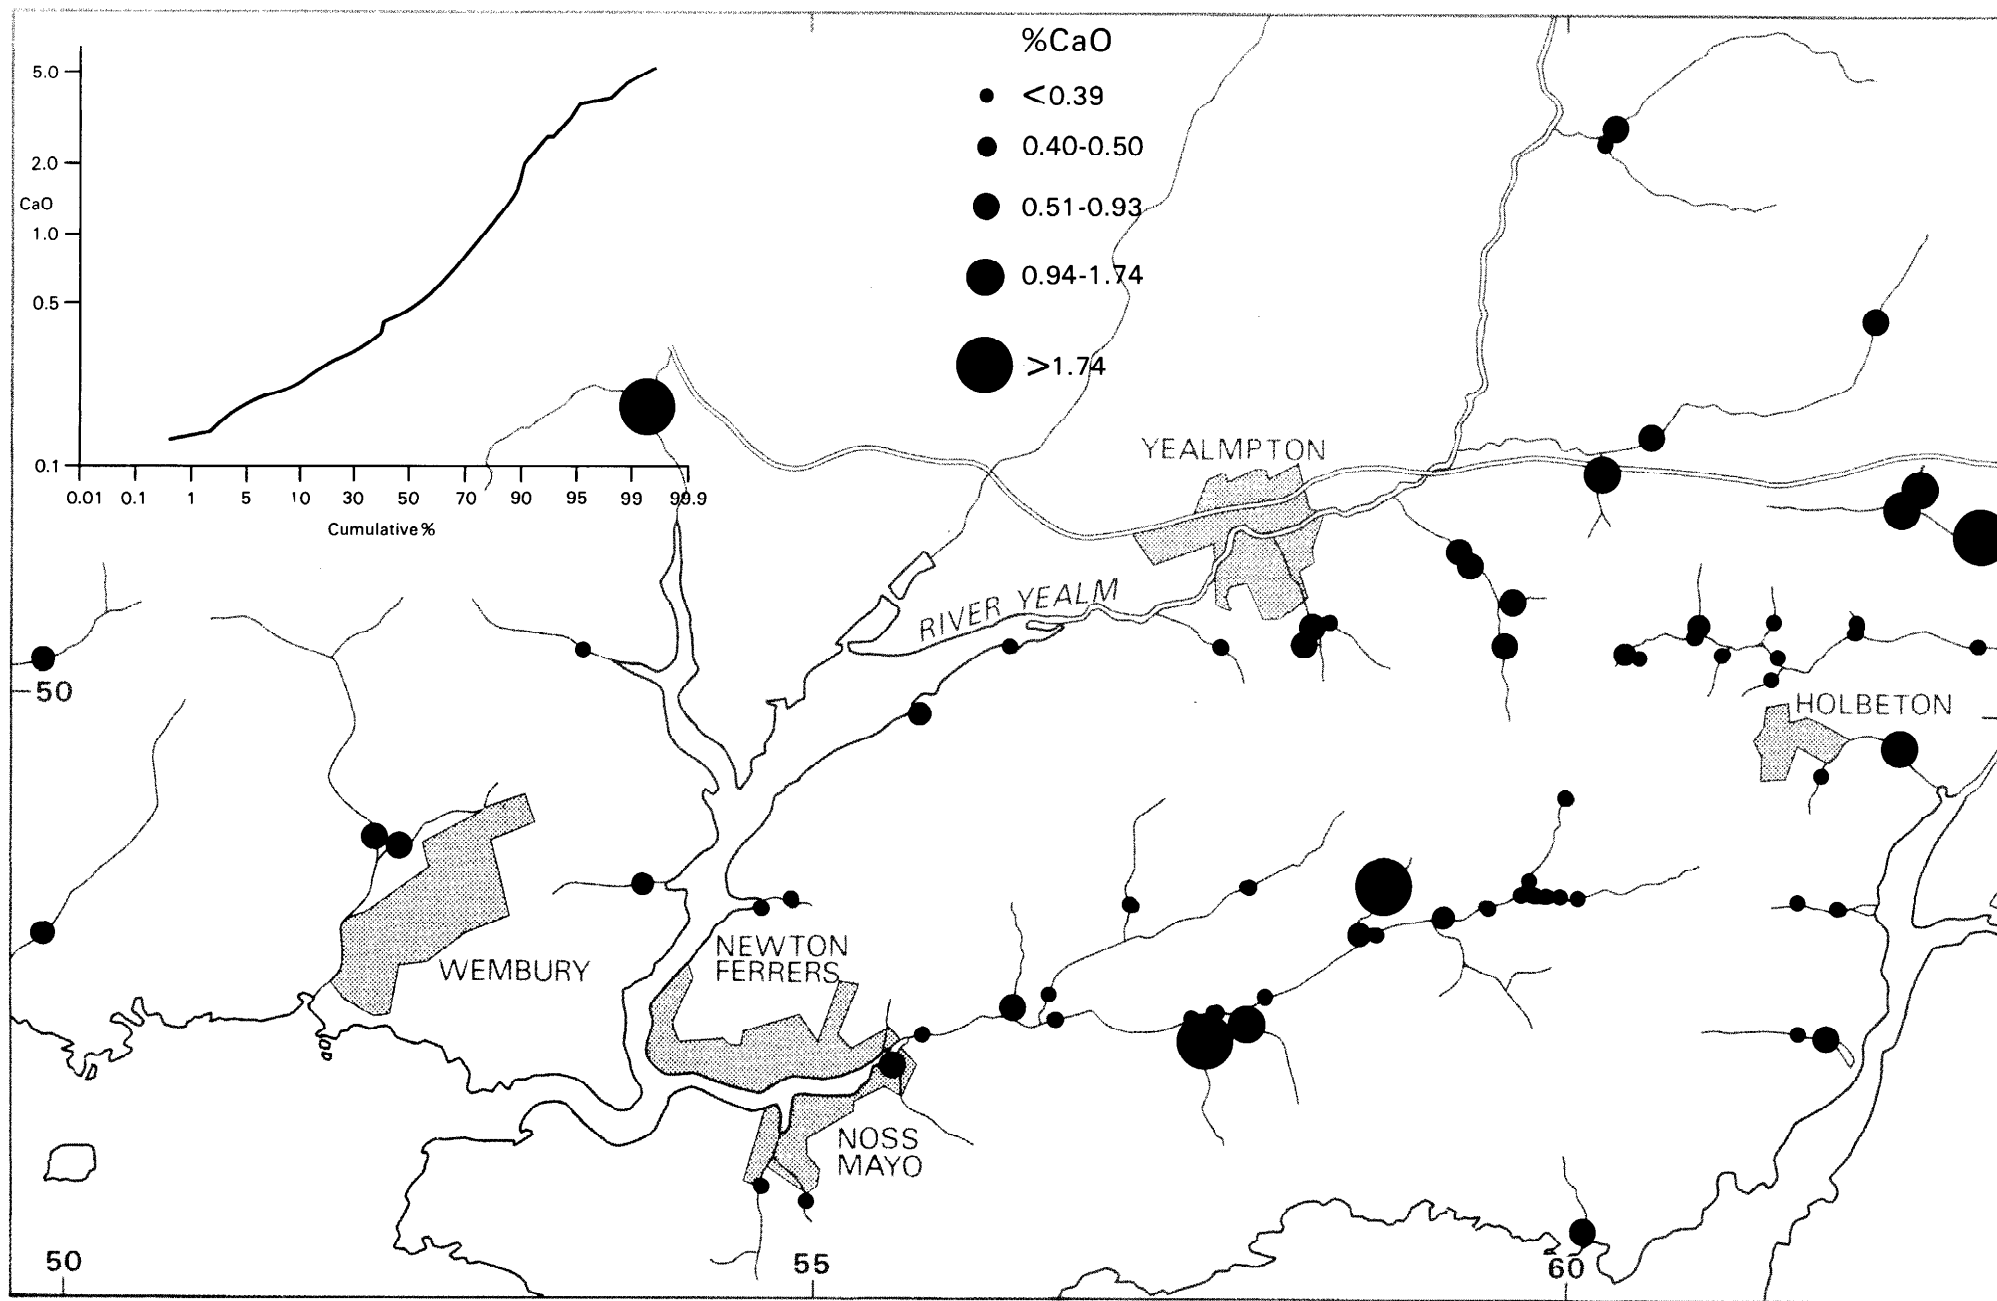 %CaO
<0.39
0.40-0.50
0.51-0.93
0.94-1.74
>1.74
5.0
2.0
CaO
1.0
0.5
0.1
0.01 0.1 1 5 10 30 50 70 90 95 99 99.9
Cumulative %
YEALMPTON
RIVER YEALM
50
HOLBETON
WEMBURY
NEWTON
FERRERS
NOSS
MAYO
50
55
60